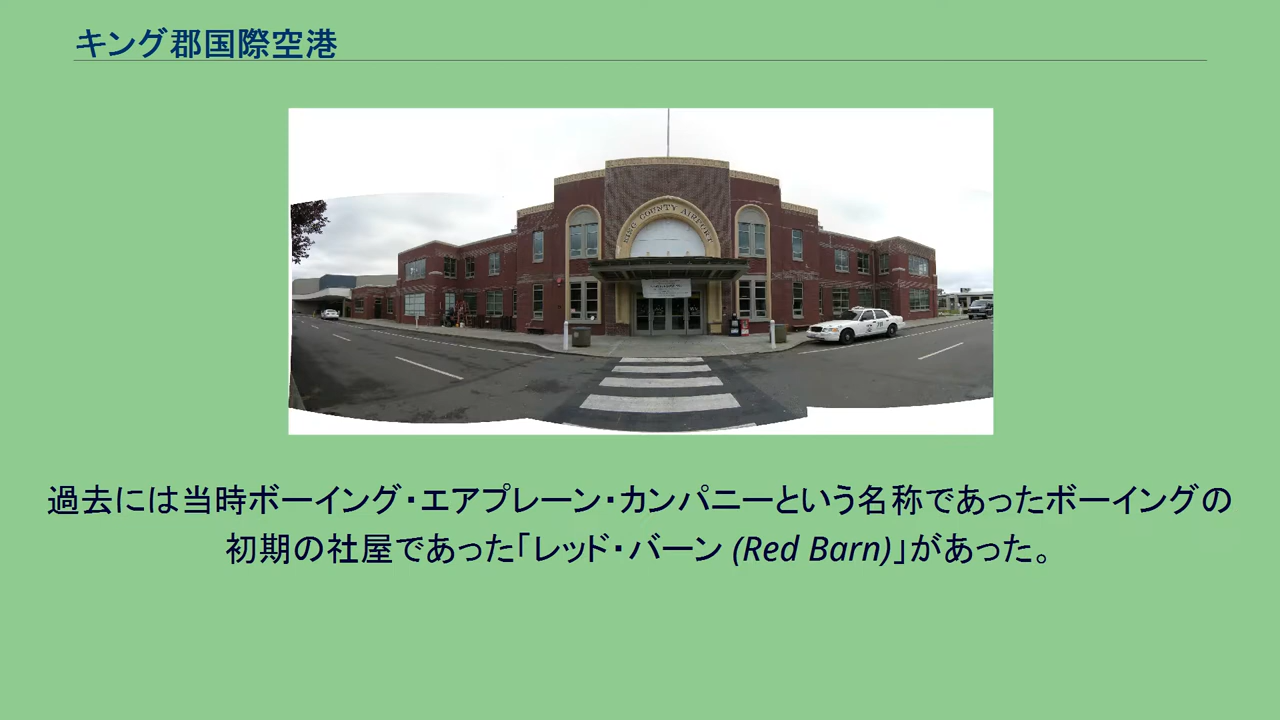 キング郡国際空港
KING COUNTY AIRPORT
過去には当時ボーイング・エアプレーン・カンパニーという名称であったボーイングの
初期の社屋であった「レッド・バーン (Red Barn)」があった。